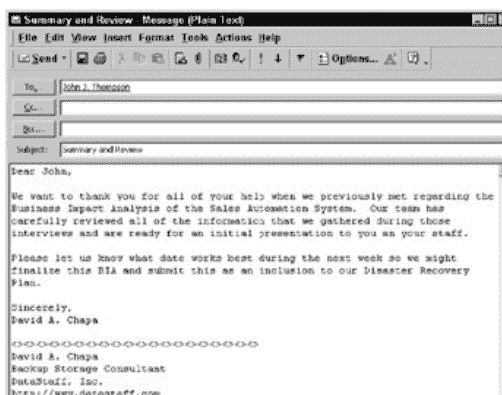 Summary and Review - Message (Plain Text)
File Edit View Insert Format Tools Actions Help
Send Options...
To... John J. Thompson
Cc...
Bcc...
Subject: Summary and Review
Dear John,
We want to thank you for all of your help when we previously met regarding the
Business Impact Analysis of the Sales Automation System. Our team has
carefully reviewed all of the information that we gathered during those
interviews and are ready for an initial presentation to you an your staff.
Please let us know what date works best during the next week so we might
finalize this BIA and submit this as an inclusion to our Disaster Recovery
Plan.
Sincerely,
David A. Chapa
<><><><><><><><><><><><><><><><><><><><><>
David A. Chapa
Backup Storage Consultant
DataStaff, Inc.
http://www.datastaff.com